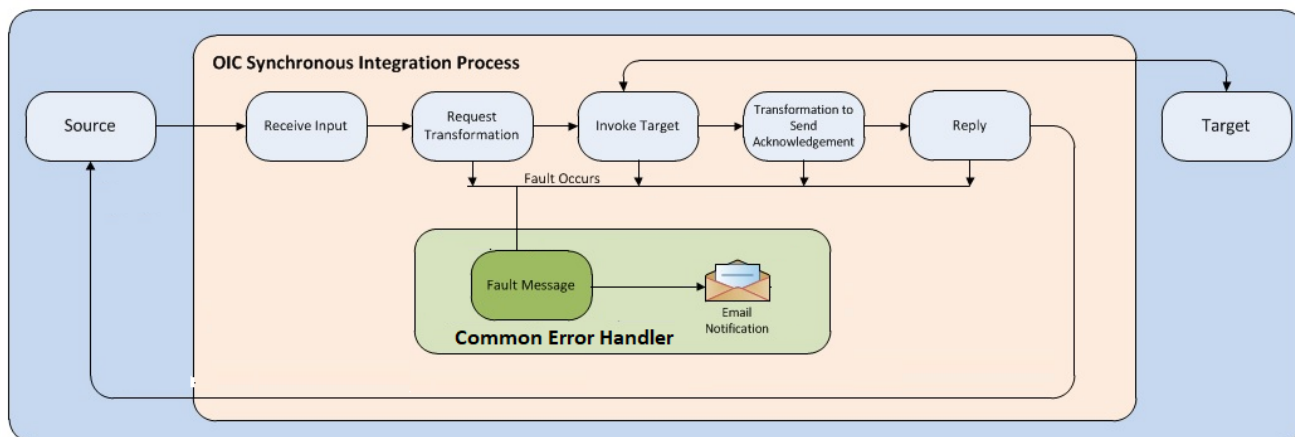 OIC Synchronous Integration Process
Source
Receive Input
Request
Transformation
Invoke Target
Transformation to
Send
Acknowledgement
Reply
Target
Fault Occurs
Fault Message
Email
Notification
Common Error Handler